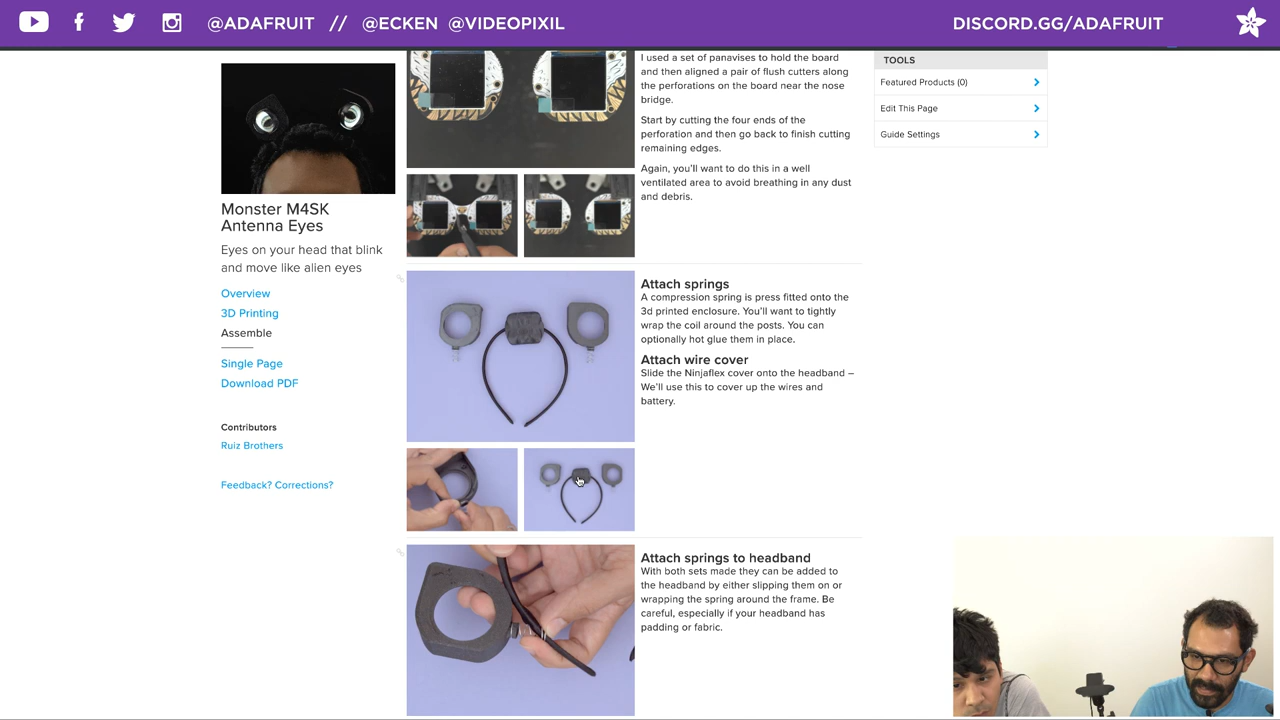 @ADAFRUIT // @ECKEN @VIDEOPIXIL
DISCORD.GG/ADAFRUIT
Monster M4SK
Antenna Eyes
Eyes on your head that blink
and move like alien eyes
Overview
3D Printing
Assemble
Single Page
Download PDF
Contributors
Ruiz Brothers
Feedback? Corrections?
I used a set of panavises to hold the board
and then aligned a pair of flush cutters along
the perforations on the board near the nose
bridge.
Start by cutting the four ends of the
perforation and then go back to finish cutting
remaining edges.
Again, you'll want to do this in a well
ventilated area to avoid breathing in any dust
and debris.
Attach springs
A compression spring is press fitted onto the
3d printed enclosure. You'll want to tightly
wrap the coil around the posts. You can
optionally hot glue them in place.
Attach wire cover
Slide the Ninjaflex cover onto the headband –
We'll use this to cover up the wires and
battery.
Attach springs to headband
With both sets made they can be added to
the headband by either slipping them on or
wrapping the spring around the frame. Be
careful, especially if your headband has
padding or fabric.
TOOLS
Featured Products (0)
Edit This Page
Guide Settings